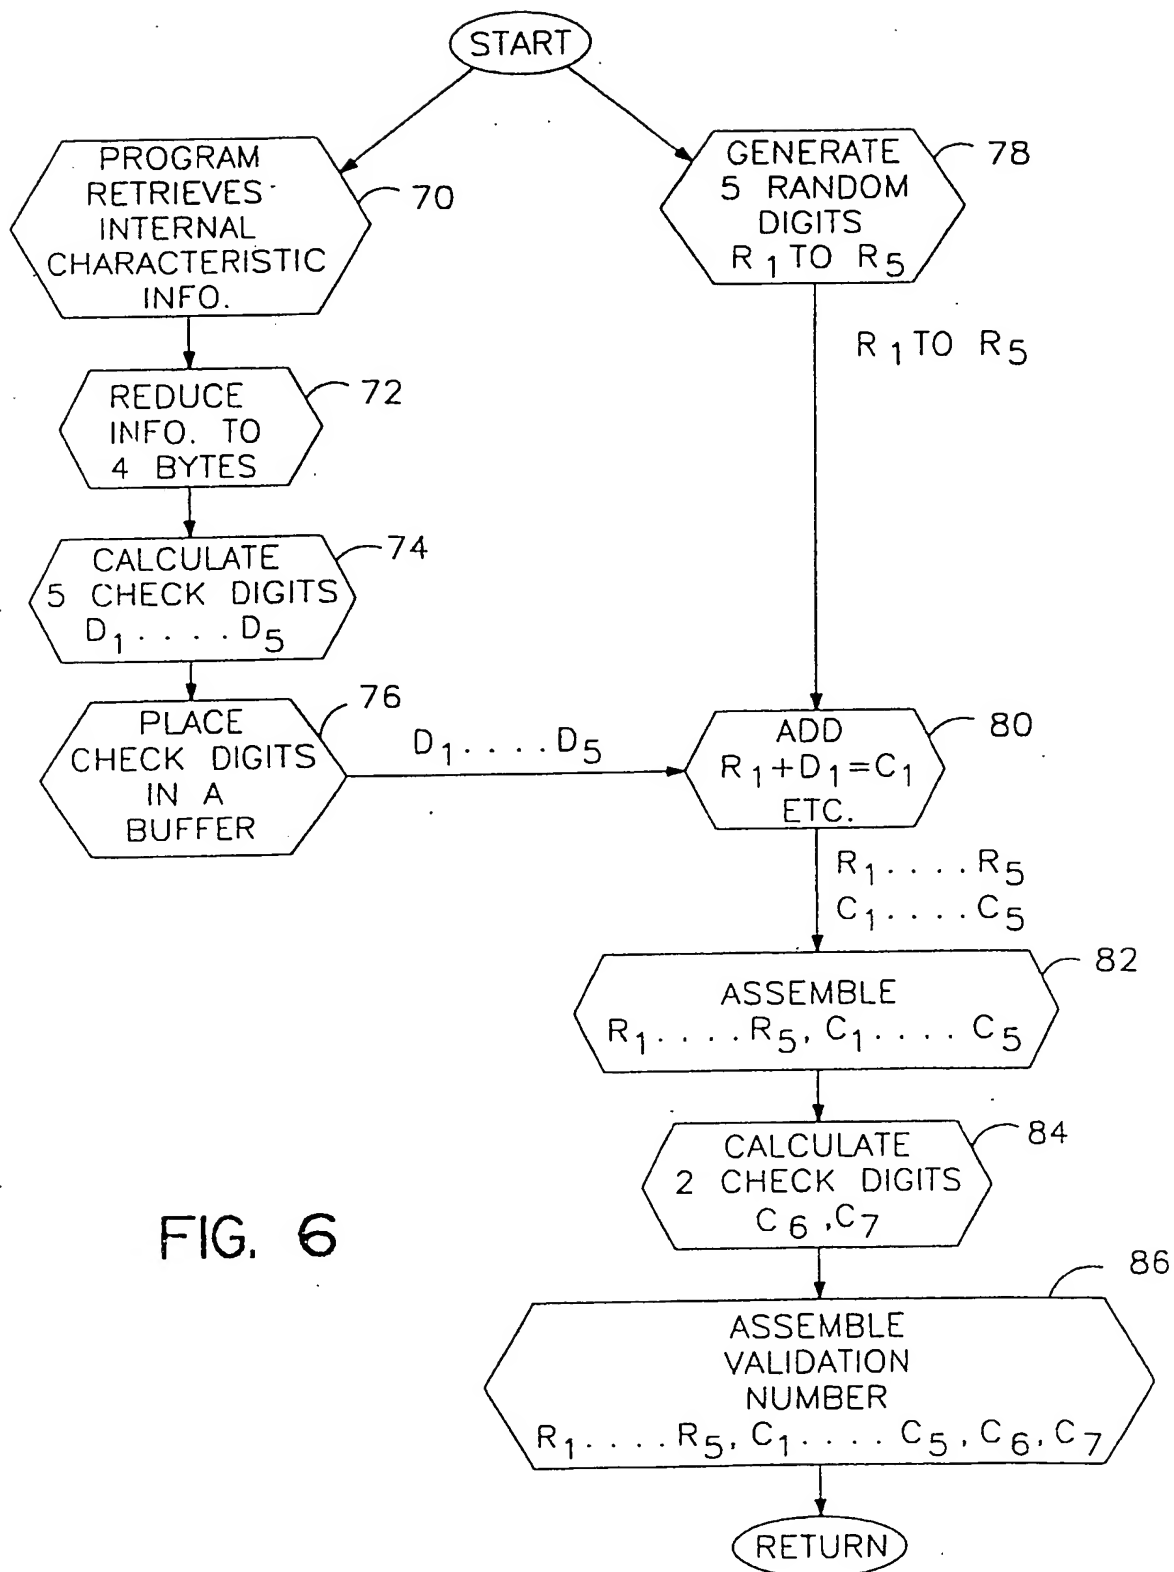 START
PROGRAM
RETRIEVES
INTERNAL
CHARACTERISTIC
INFO.
70
REDUCE
INFO. TO
4 BYTES
72
CALCULATE
5 CHECK DIGITS
D1 . . . . D5
74
PLACE
CHECK DIGITS
IN A
BUFFER
76
D1 . . . . D5
GENERATE
5 RANDOM
DIGITS
R1 TO R5
78
R1 TO R5
ADD
R1+D1=C1
ETC.
80
R1 . . . . R5
C1 . . . . C5
ASSEMBLE
R1 . . . . R5, C1 . . . . C5
82
CALCULATE
2 CHECK DIGITS
C6 ,C7
84
ASSEMBLE
VALIDATION
NUMBER
R1 . . . . R5, C1 . . . . C5, C6, C7
86
RETURN
FIG. 6